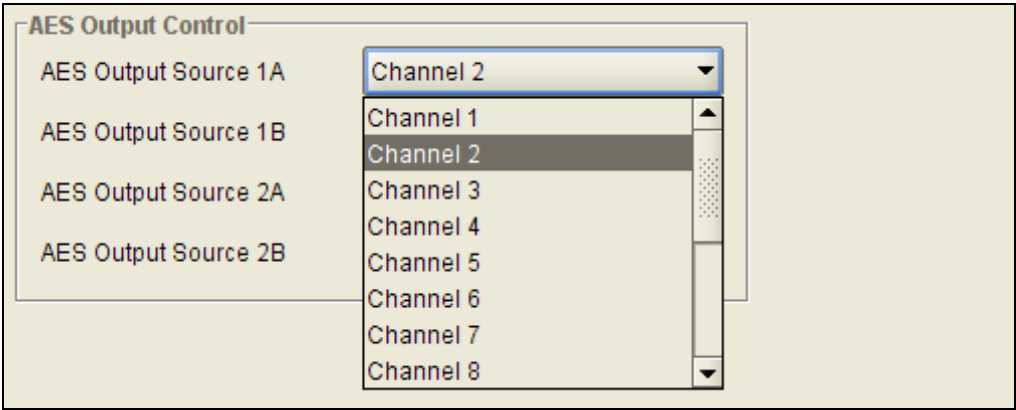 AES Output Control
AES Output Source 1A
Channel 2
AES Output Source 1B
AES Output Source 2A
AES Output Source 2B
Channel 1
Channel 2
Channel 3
Channel 4
Channel 5
Channel 6
Channel 7
Channel 8